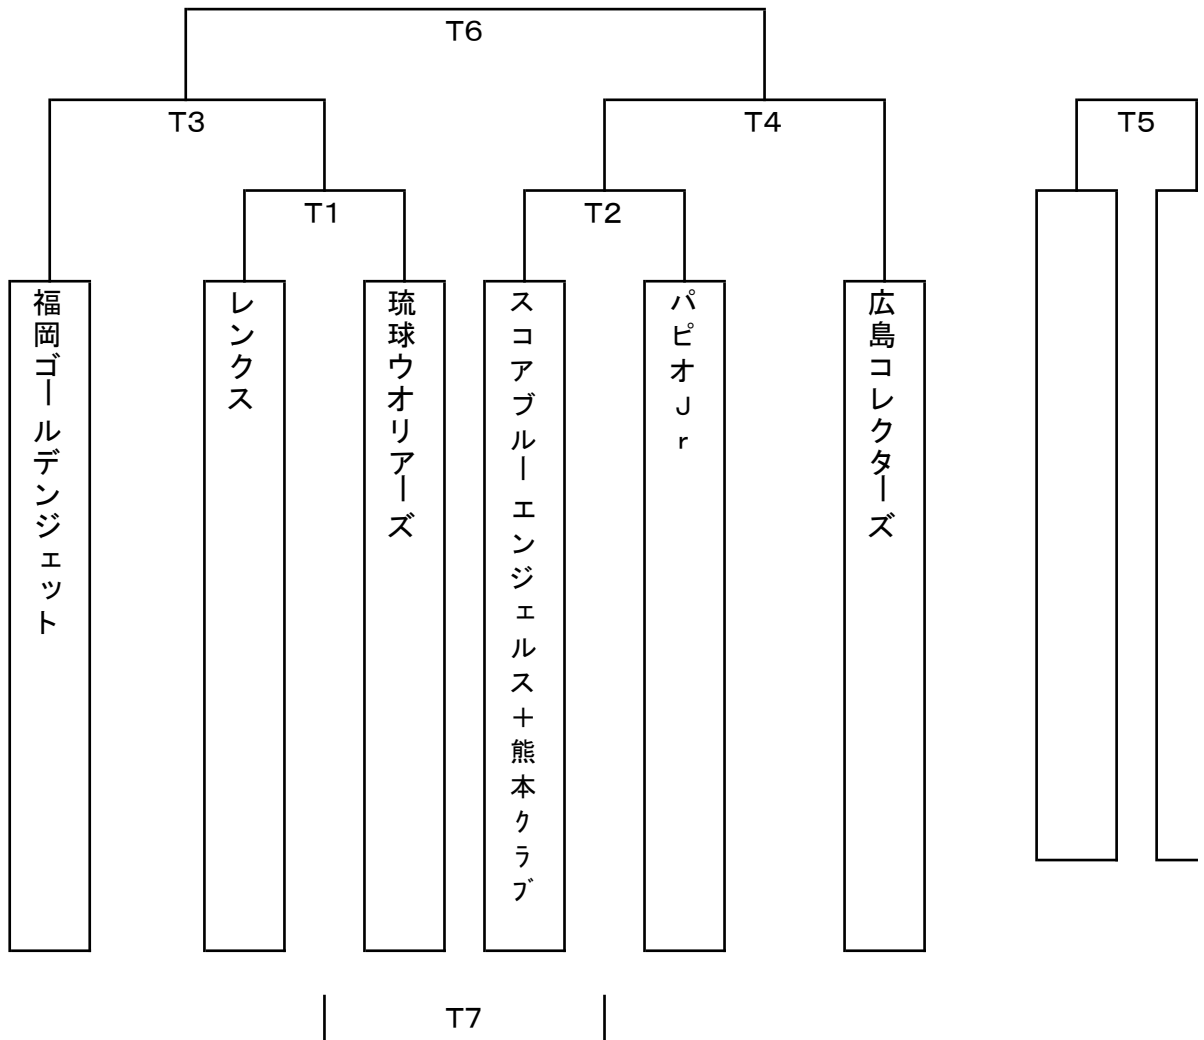 T6
T3
T4
T5
T1
T2
福岡ゴールデンジェット
レンクス
琉球ウオリアーズ
スコアブルーエンジェルス＋熊本クラブ
パピオJr
広島コレクターズ
T7